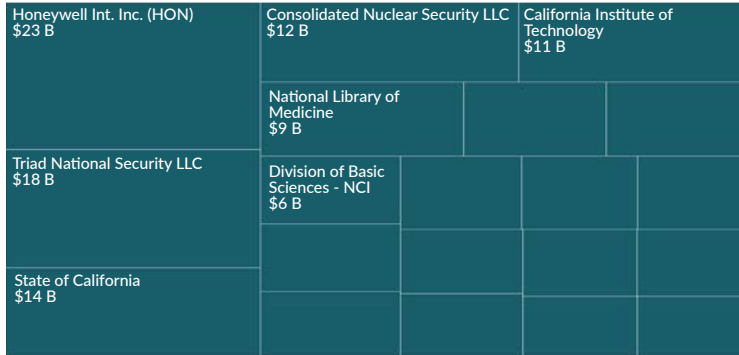 Honeywell Int. Inc. (HON)
$23 B
Consolidated Nuclear Security LLC
$12 B
California Institute of
Technology
$11 B
National Library of
Medicine
$9 B
Triad National Security LLC
$18 B
Division of Basic
Sciences - NCI
$6 B
State of California
$14 B